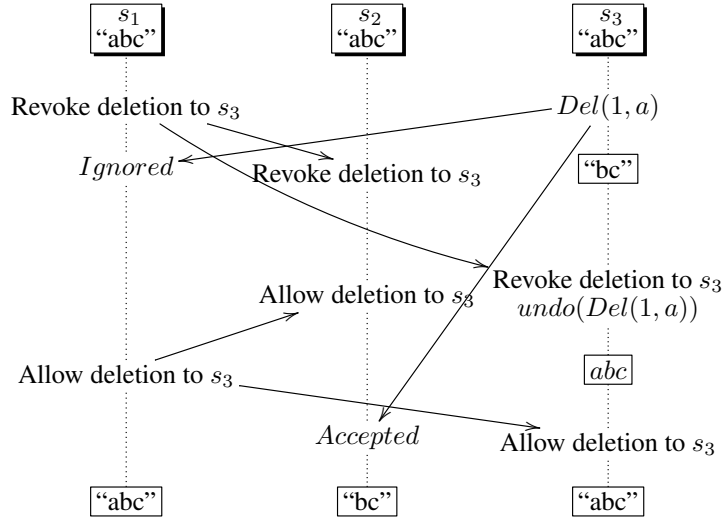 s1 s2 s3
“abc” “abc” “abc”
Revoke deletion to s3 Del(1, a)
Ignored Revoke deletion to s3 “bc”
Revoke deletion to s3
Allow deletion to s3 undo(Del(1, a))
Allow deletion to s3 abc
Accepted Allow deletion to s3
“abc” “bc” “abc”